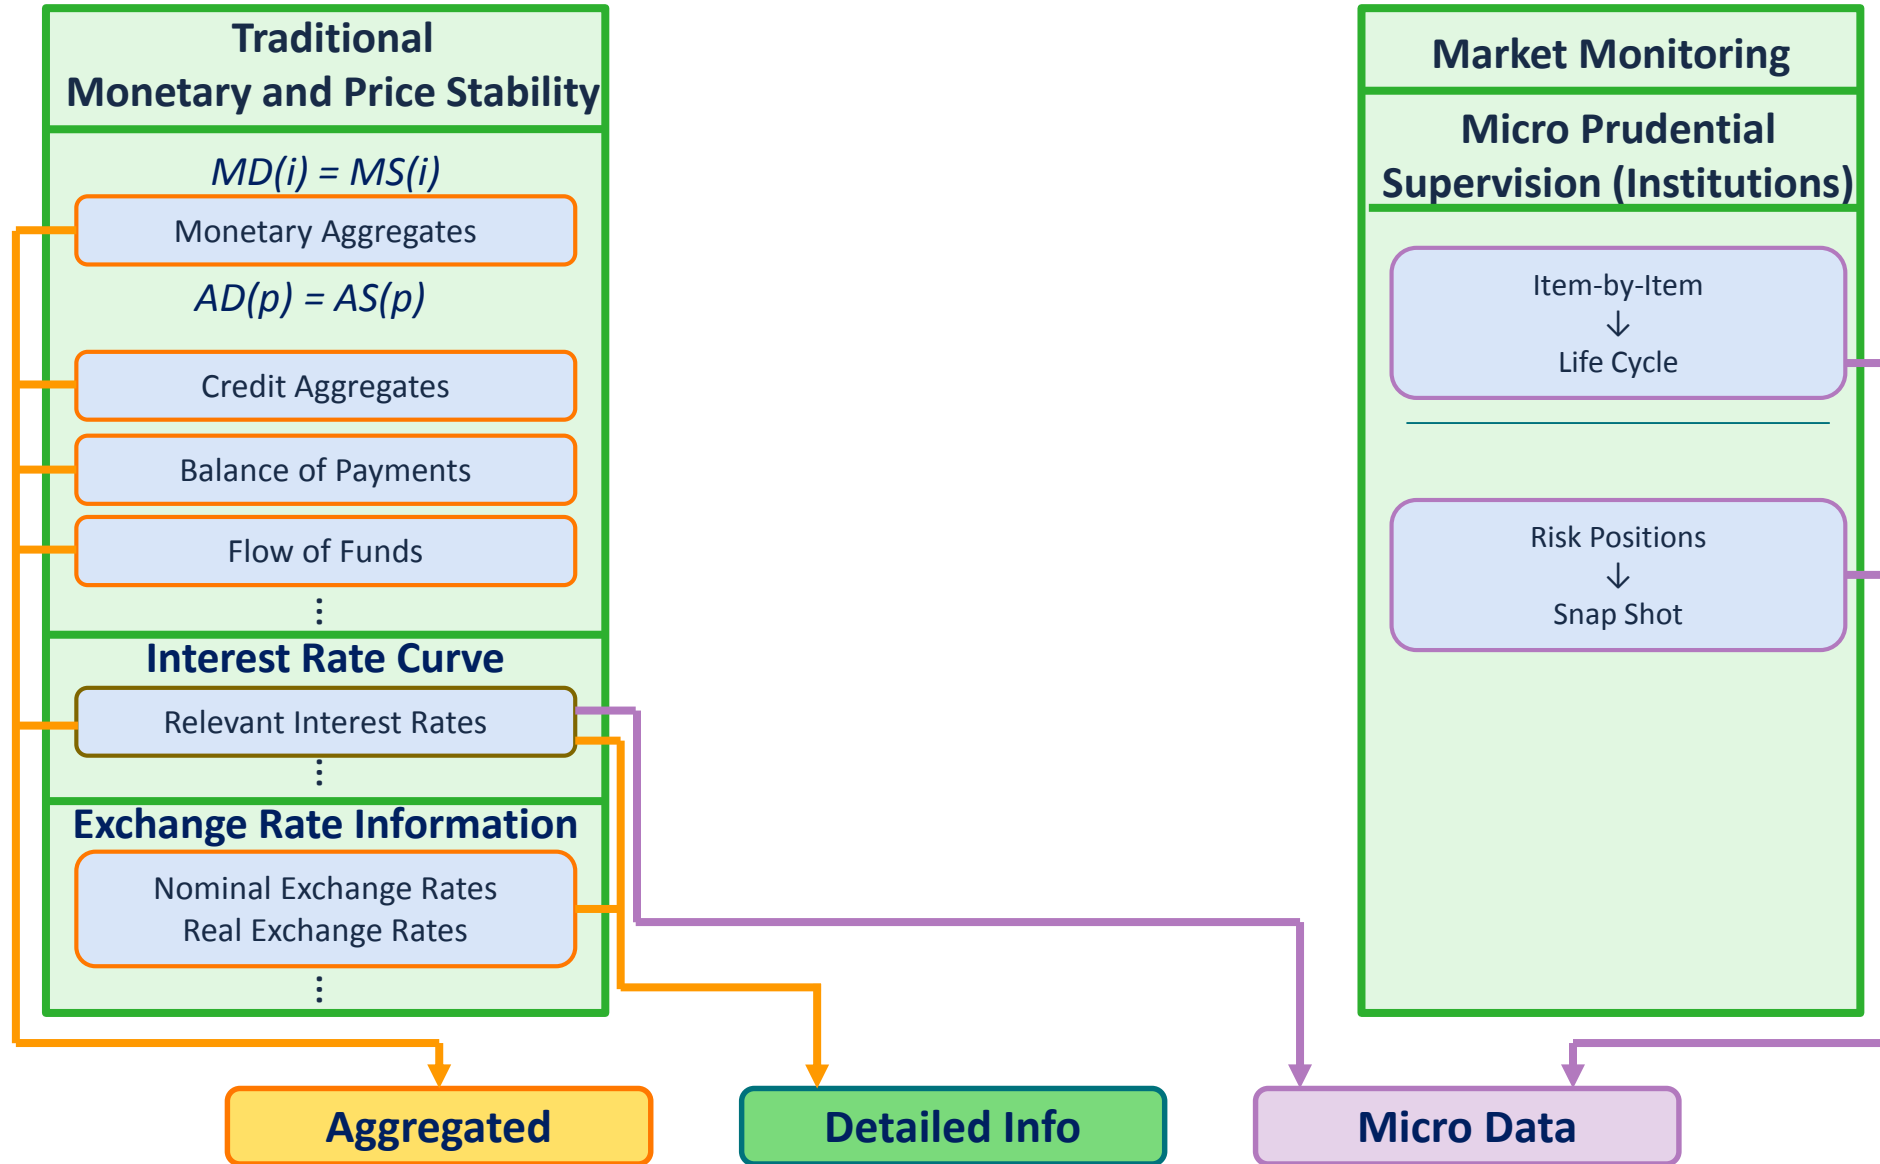 Traditional
Monetary and Price Stability
MD(i) = MS(i)
Monetary Aggregates
AD(p) = AS(p)
Credit Aggregates
Balance of Payments
Flow of Funds
⋮
Interest Rate Curve
Relevant Interest Rates
⋮
Exchange Rate Information
Nominal Exchange Rates
Real Exchange Rates
⋮
Market Monitoring
Micro Prudential
Supervision (Institutions)
Item-by-Item
↓
Life Cycle
Risk Positions
↓
Snap Shot
Aggregated
Detailed Info
Micro Data